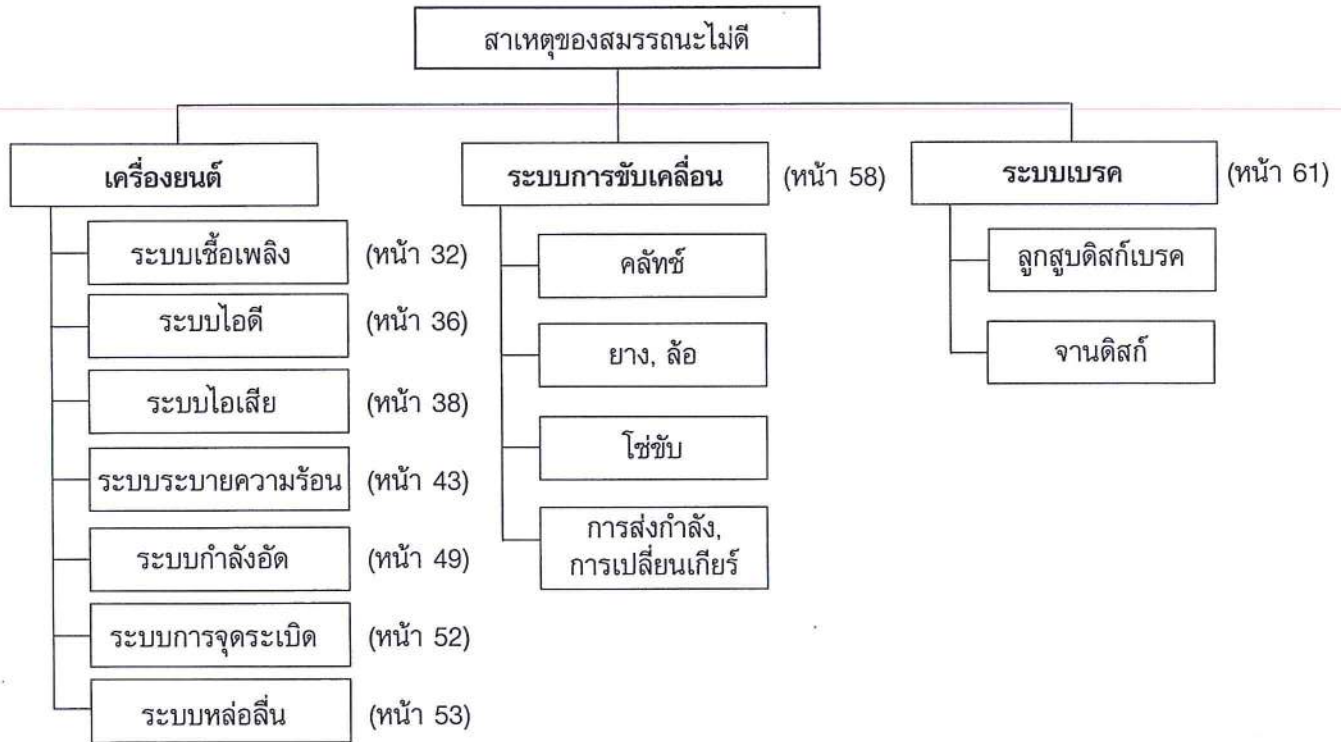 สาเหตุของสมรรถนะไม่ดี
เครื่องยนต์
ระบบเชื้อเพลิง (หน้า 32)
ระบบไอดี (หน้า 36)
ระบบไอเสีย (หน้า 38)
ระบบระบายความร้อน (หน้า 43)
ระบบกำลังอัด (หน้า 49)
ระบบการจุดระเบิด (หน้า 52)
ระบบหล่อลื่น (หน้า 53)
ระบบการขับเคลื่อน (หน้า 58)
คลัทช์
ยาง, ล้อ
โซ่ขับ
การส่งกำลัง,
การเปลี่ยนเกียร์
ระบบเบรค (หน้า 61)
ลูกสูบดิสก์เบรค
จานดิสก์